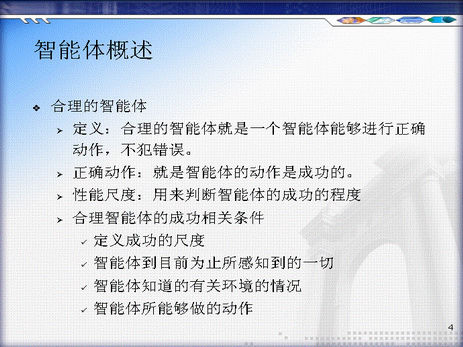 智能体概述
合理的智能体
定义：合理的智能体就是一个智能体能够进行正确
动作，不犯错误。
正确动作：就是智能体的动作是成功的。
性能尺度：用来判断智能体的成功的程度
合理智能体的成功相关条件
定义成功的尺度
智能体到目前为止所感知到的一切
智能体知道的有关环境的情况
智能体所能够做的动作
4